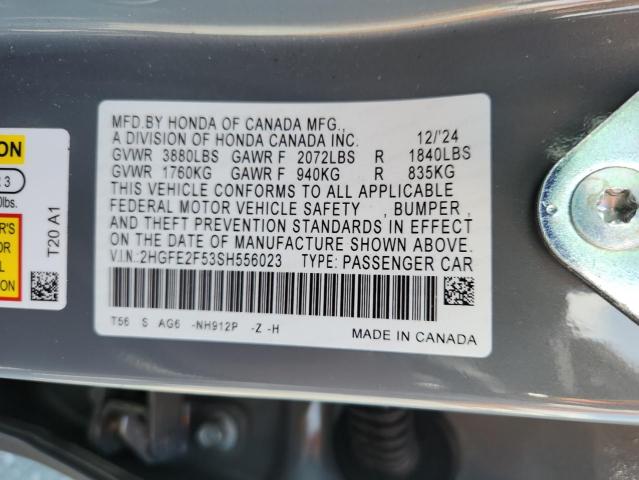 MFD.BY HONDA OF CANADA MFG.,
A DIVISION OF HONDA CANADA INC. 12/'24
GVWR 3880LBS GAWR F 2072LBS R 1840LBS
GVWR 1760KG GAWR F 940KG R 835KG
THIS VEHICLE CONFORMS TO ALL APPLICABLE
FEDERAL MOTOR VEHICLE SAFETY , BUMPER ,
AND THEFT PREVENTION STANDARDS IN EFFECT
ON THE DATE OF MANUFACTURE SHOWN ABOVE.
V.I.N.:2HGFE2F53SH556023 TYPE: PASSENGER CAR
T56 S AG6 -NH912P -Z -H
MADE IN CANADA
ON
R 3
0lbs.
R'S
OR
T20 A1